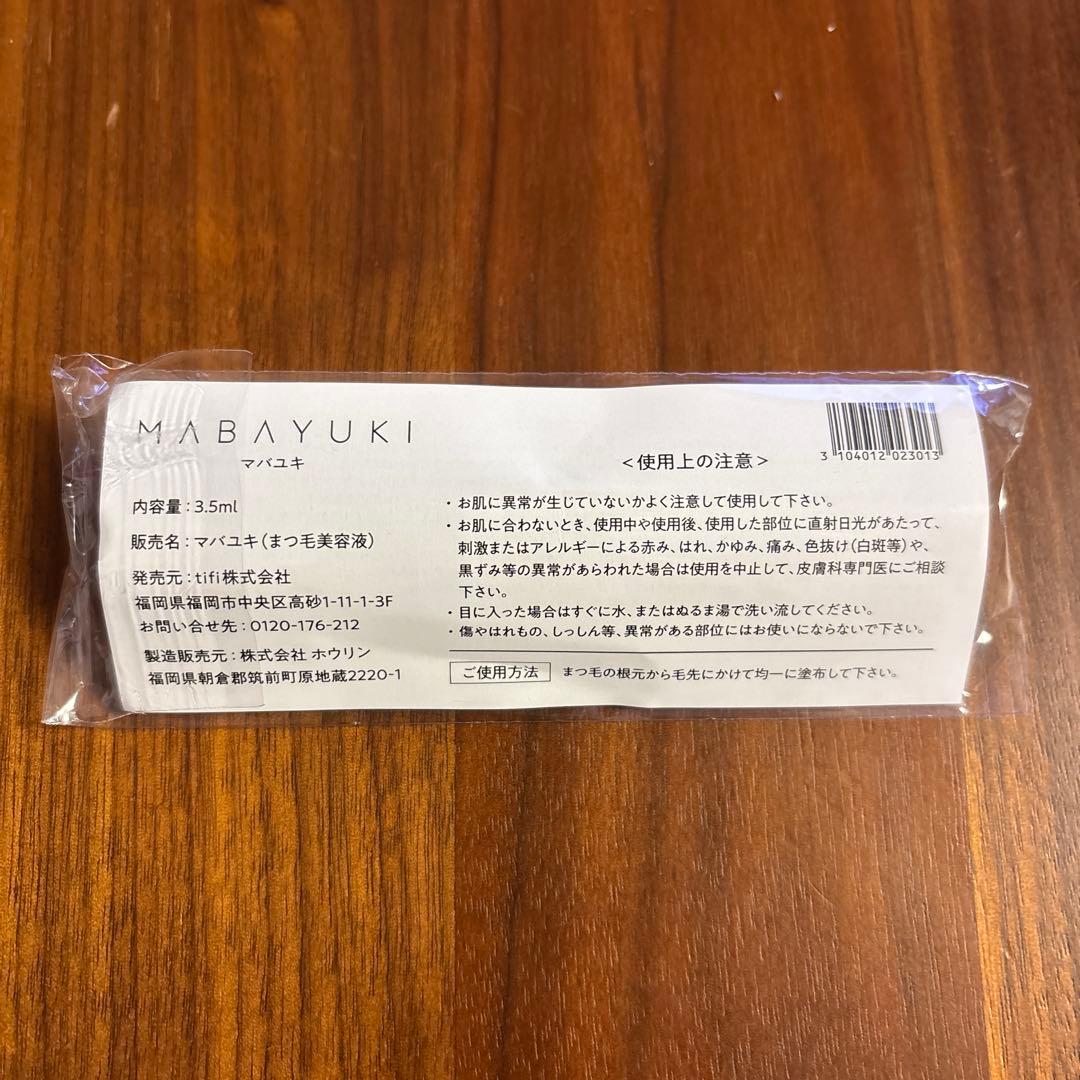 MABAYUKI
マバユキ
内容量：3.5ml
販売名：マバユキ（まつ毛美容液）
発売元：tifi株式会社
福岡県福岡市中央区高砂1-11-1-3F
お問い合せ先：0120-176-212
製造販売元：株式会社 ホウリン
福岡県朝倉郡筑前町原地蔵2220-1
3 104012 023013
＜使用上の注意＞
・お肌に異常が生じていないかよく注意して使用して下さい。
・お肌に合わないとき、使用中や使用後、使用した部位に直射日光があたって、
刺激またはアレルギーによる赤み、はれ、かゆみ、痛み、色抜け（白斑等）や、
黒ずみ等の異常があらわれた場合は使用を中止して、皮膚科専門医にご相談
下さい。
・目に入った場合はすぐに水、またはぬるま湯で洗い流してください。
・傷やはれもの、しっしん等、異常がある部位にはお使いにならないで下さい。
ご使用方法 まつ毛の根元から毛先にかけて均一に塗布して下さい。